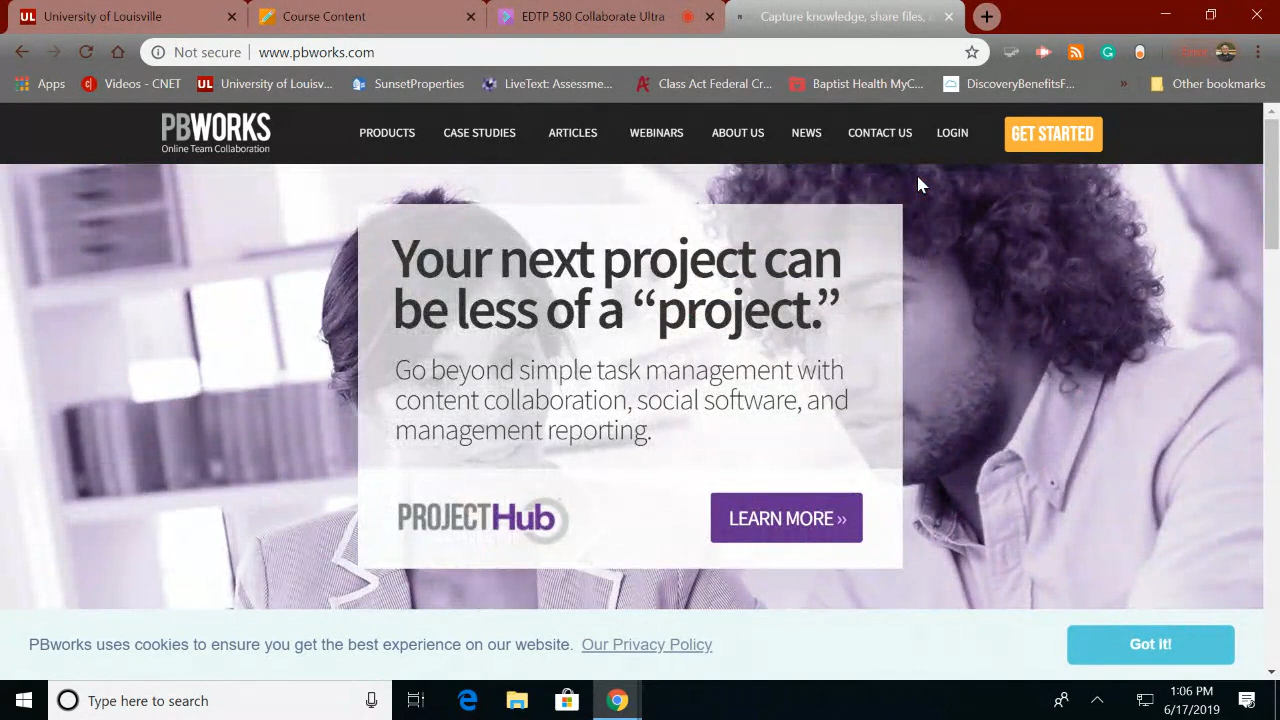 University of Louisville
Course Content
EDTP 580 Collaborate Ultra
Capture knowledge, share files,
Not secure
www.pbworks.com
Apps
Videos - CNET
University of Louisv...
SunsetProperties
LiveText: Assessme...
Class Act Federal Cr...
Baptist Health MyC...
DiscoveryBenefitsF...
»
Other bookmarks
PBWORKS
Online Team Collaboration
PRODUCTS
CASE STUDIES
ARTICLES
WEBINARS
ABOUT US
NEWS
CONTACT US
LOGIN
GET STARTED
Your next project can
be less of a “project.”
Go beyond simple task management with
content collaboration, social software, and
management reporting.
PROJECTHub
LEARN MORE »
PBworks uses cookies to ensure you get the best experience on our website. Our Privacy Policy
Got it!
Type here to search
1:06 PM
6/17/2019